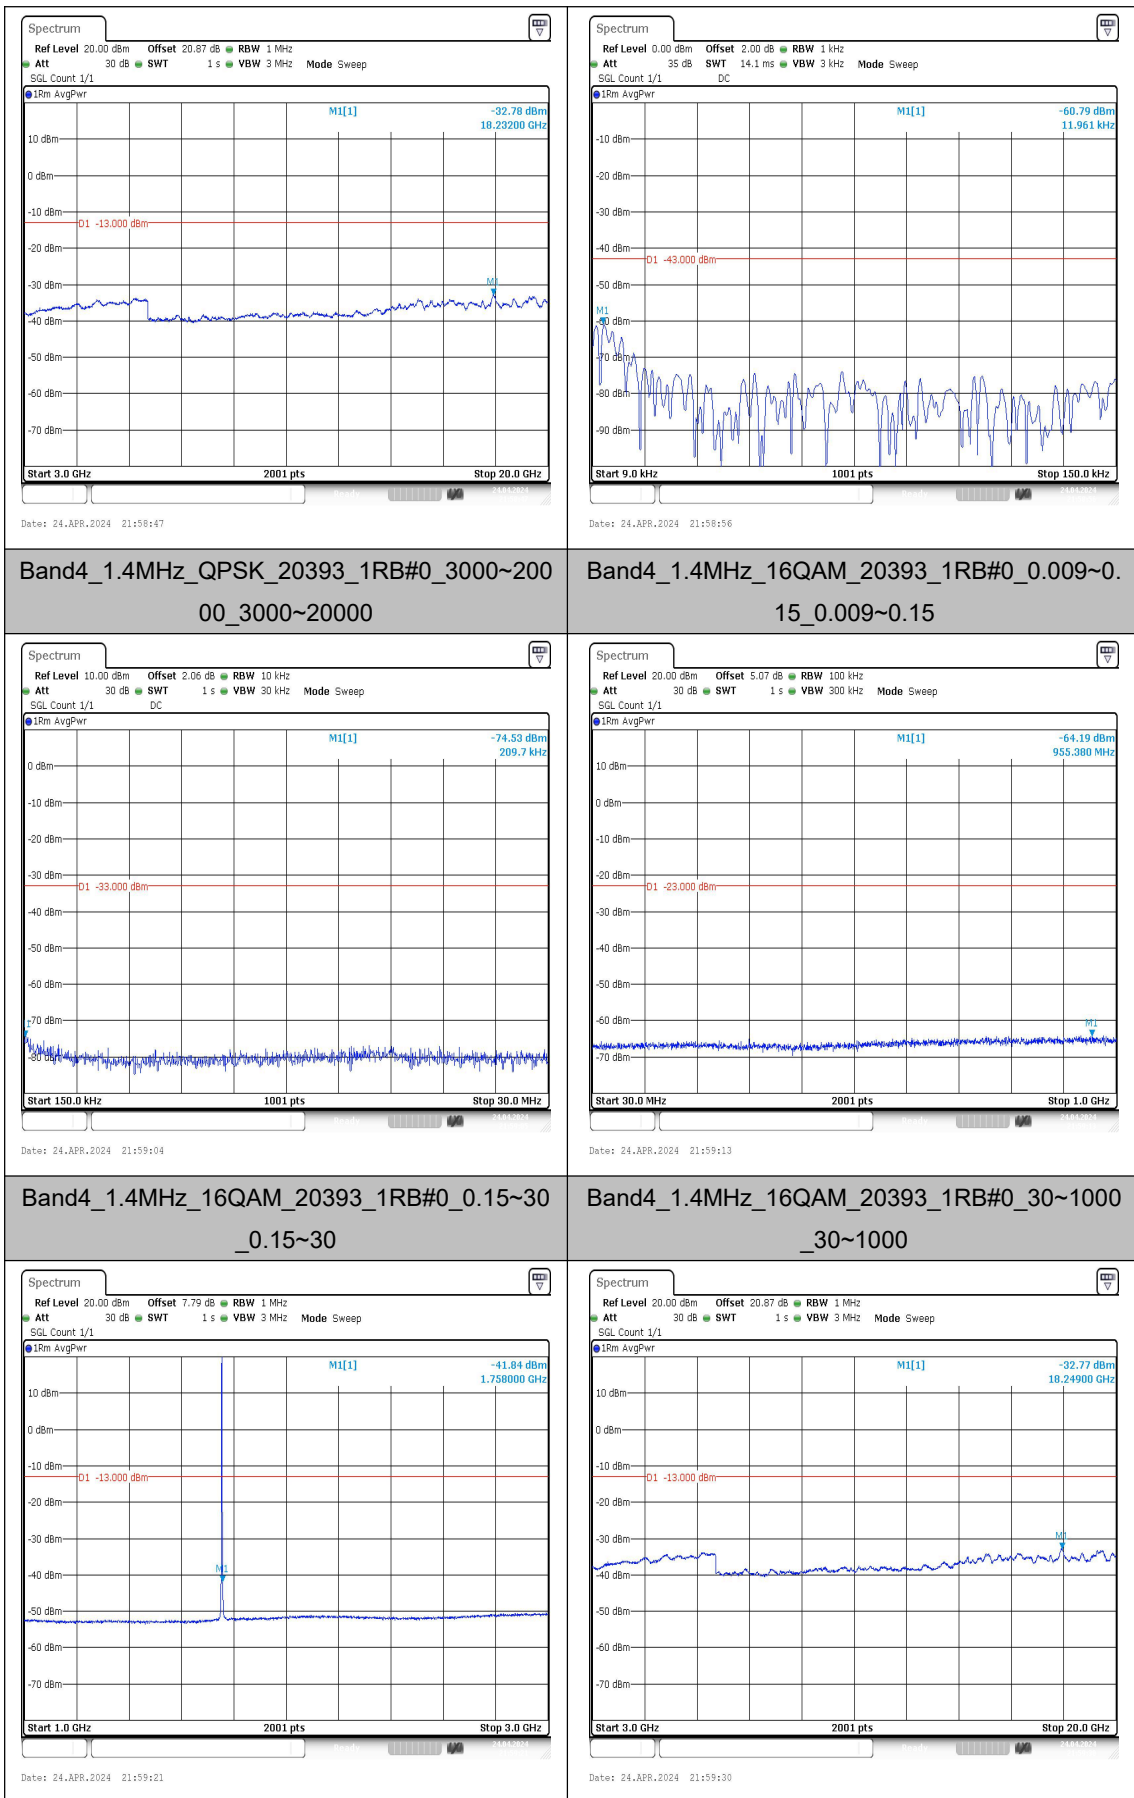 Spectrum
Ref Level 20.00 dBm Offset 20.87 dB RBW 1 MHz
Att 30 dB SWT 1 s VBW 3 MHz Mode Sweep
SGL Count 1/1
1Rm AvgPwr
M1[1] -32.78 dBm
18.23200 GHz
10 dBm
0 dBm
-10 dBm
D1 -13.000 dBm
-20 dBm
M1
-30 dBm
-40 dBm
-50 dBm
-60 dBm
-70 dBm
Start 3.0 GHz 2001 pts Stop 20.0 GHz
Date: 24.APR.2024 21:58:47
Spectrum
Ref Level 0.00 dBm Offset 2.00 dB RBW 1 kHz
Att 35 dB SWT 14.1 ms VBW 3 kHz Mode Sweep
SGL Count 1/1 DC
1Rm AvgPwr
M1[1] -60.79 dBm
11.961 kHz
-10 dBm
-20 dBm
-30 dBm
-40 dBm
D1 -43.000 dBm
-50 dBm
M1
-60 dBm
-70 dBm
-80 dBm
-90 dBm
Start 9.0 kHz 1001 pts Stop 150.0 kHz
Date: 24.APR.2024 21:58:56
Band4_1.4MHz_QPSK_20393_1RB#0_3000~200
00_3000~20000
Band4_1.4MHz_16QAM_20393_1RB#0_0.009~0.
15_0.009~0.15
Spectrum
Ref Level 10.00 dBm Offset 2.06 dB RBW 10 kHz
Att 30 dB SWT 1 s VBW 30 kHz Mode Sweep
SGL Count 1/1 DC
1Rm AvgPwr
M1[1] -74.53 dBm
209.7 kHz
0 dBm
-10 dBm
-20 dBm
-30 dBm
D1 -33.000 dBm
-40 dBm
-50 dBm
-60 dBm
-70 dBm
-80 dBm
Start 150.0 kHz 1001 pts Stop 30.0 MHz
Date: 24.APR.2024 21:59:04
Spectrum
Ref Level 20.00 dBm Offset 5.07 dB RBW 100 kHz
Att 30 dB SWT 1 s VBW 300 kHz Mode Sweep
SGL Count 1/1
1Rm AvgPwr
M1[1] -64.19 dBm
955.380 MHz
10 dBm
0 dBm
-10 dBm
-20 dBm
D1 -23.000 dBm
-30 dBm
-40 dBm
-50 dBm
-60 dBm
M1
-70 dBm
Start 30.0 MHz 2001 pts Stop 1.0 GHz
Date: 24.APR.2024 21:59:13
Band4_1.4MHz_16QAM_20393_1RB#0_0.15~30
_0.15~30
Band4_1.4MHz_16QAM_20393_1RB#0_30~1000
_30~1000
Spectrum
Ref Level 20.00 dBm Offset 7.79 dB RBW 1 MHz
Att 30 dB SWT 1 s VBW 3 MHz Mode Sweep
SGL Count 1/1
1Rm AvgPwr
M1[1] -41.84 dBm
1.758000 GHz
10 dBm
0 dBm
-10 dBm
D1 -13.000 dBm
-20 dBm
-30 dBm
M1
-40 dBm
-50 dBm
-60 dBm
-70 dBm
Start 1.0 GHz 2001 pts Stop 3.0 GHz
Date: 24.APR.2024 21:59:21
Spectrum
Ref Level 20.00 dBm Offset 20.87 dB RBW 1 MHz
Att 30 dB SWT 1 s VBW 3 MHz Mode Sweep
SGL Count 1/1
1Rm AvgPwr
M1[1] -32.77 dBm
18.24900 GHz
10 dBm
0 dBm
-10 dBm
D1 -13.000 dBm
-20 dBm
-30 dBm
M1
-40 dBm
-50 dBm
-60 dBm
-70 dBm
Start 3.0 GHz 2001 pts Stop 20.0 GHz
Date: 24.APR.2024 21:59:30